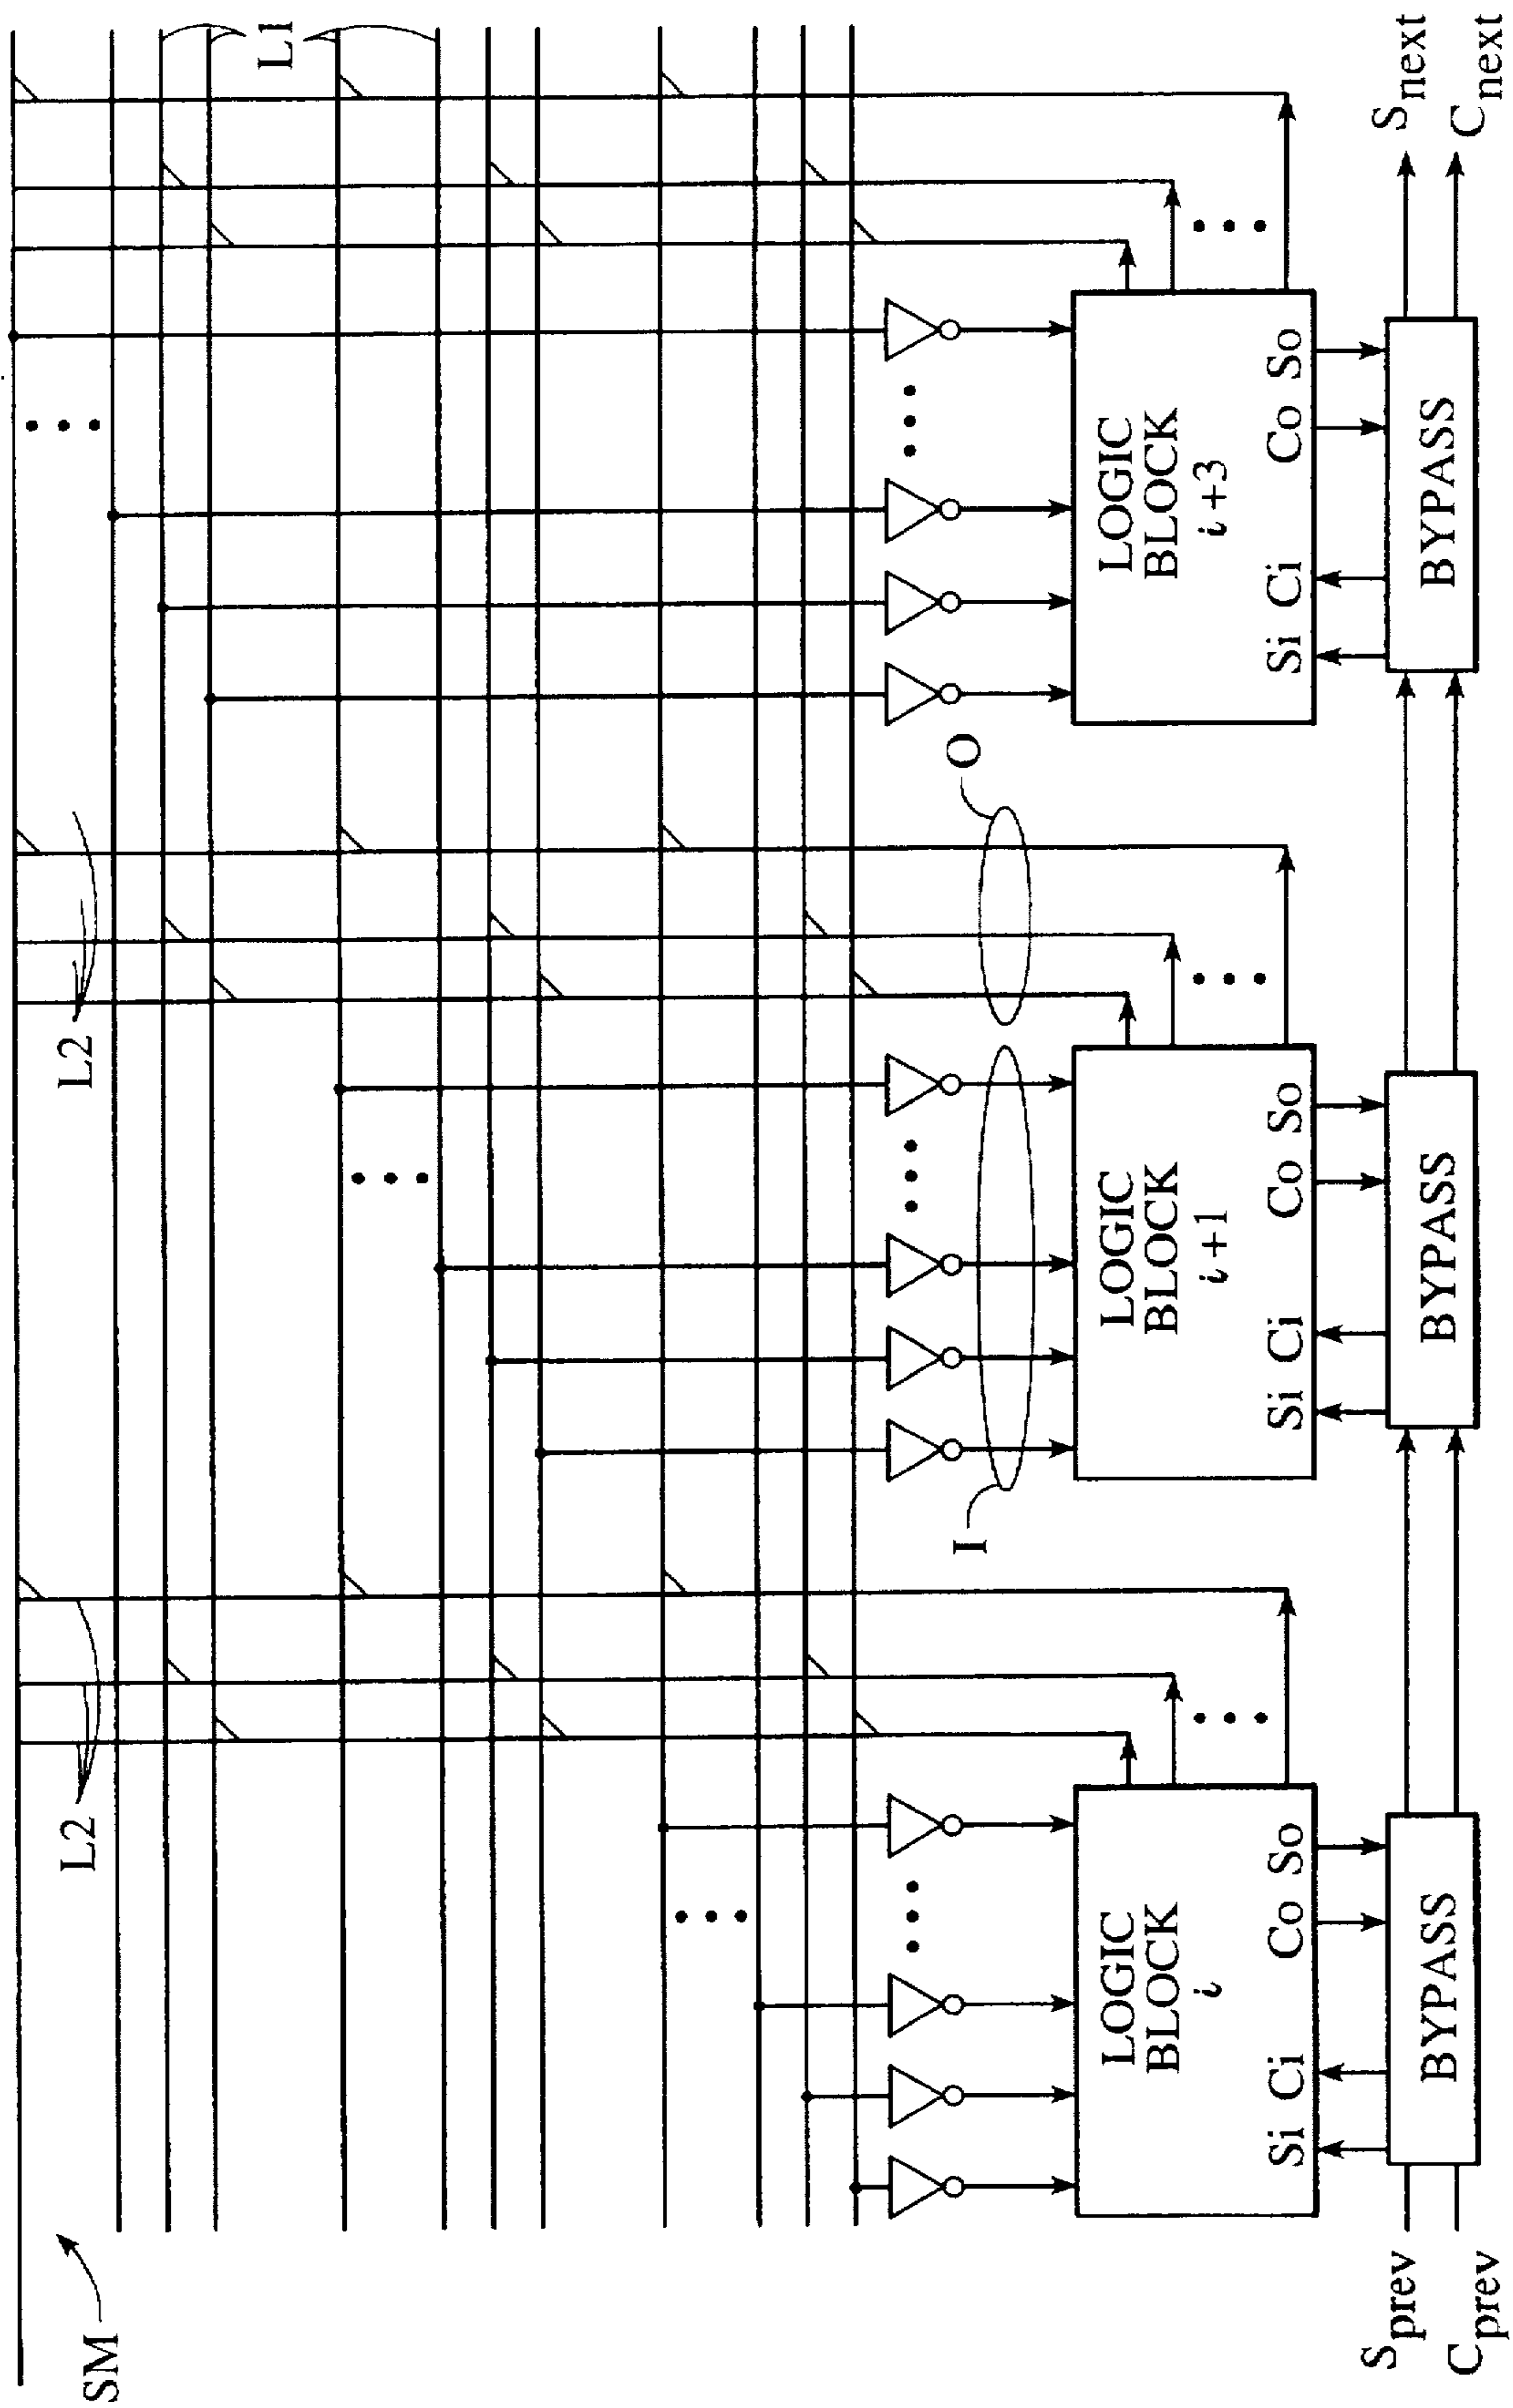 SM
L2
L2
L1
I
O
LOGIC
BLOCK
i
Si Ci Co So
LOGIC
BLOCK
i+1
Si Ci Co So
LOGIC
BLOCK
i+3
Si Ci Co So
Sprev
Cprev
BYPASS
BYPASS
BYPASS
Snext
Cnext